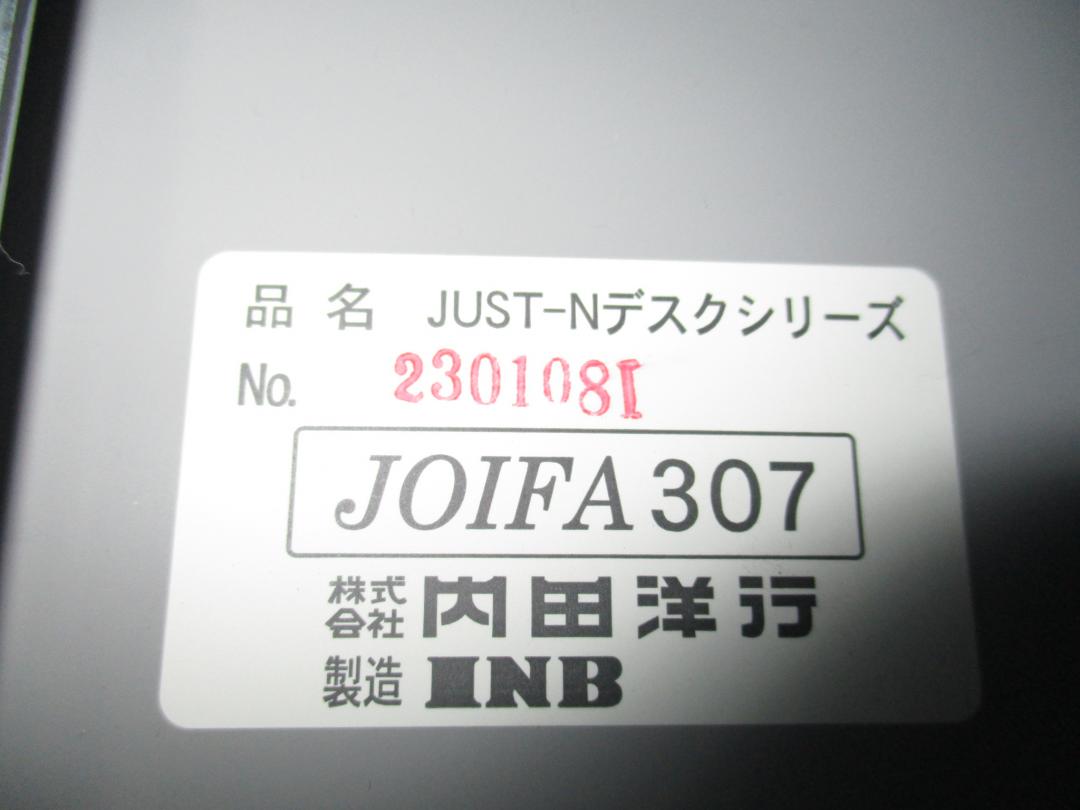 品名 JUST-Nデスクシリーズ
No. 2301081
JOIFA 307
株式会社 内田洋行
製造 INB